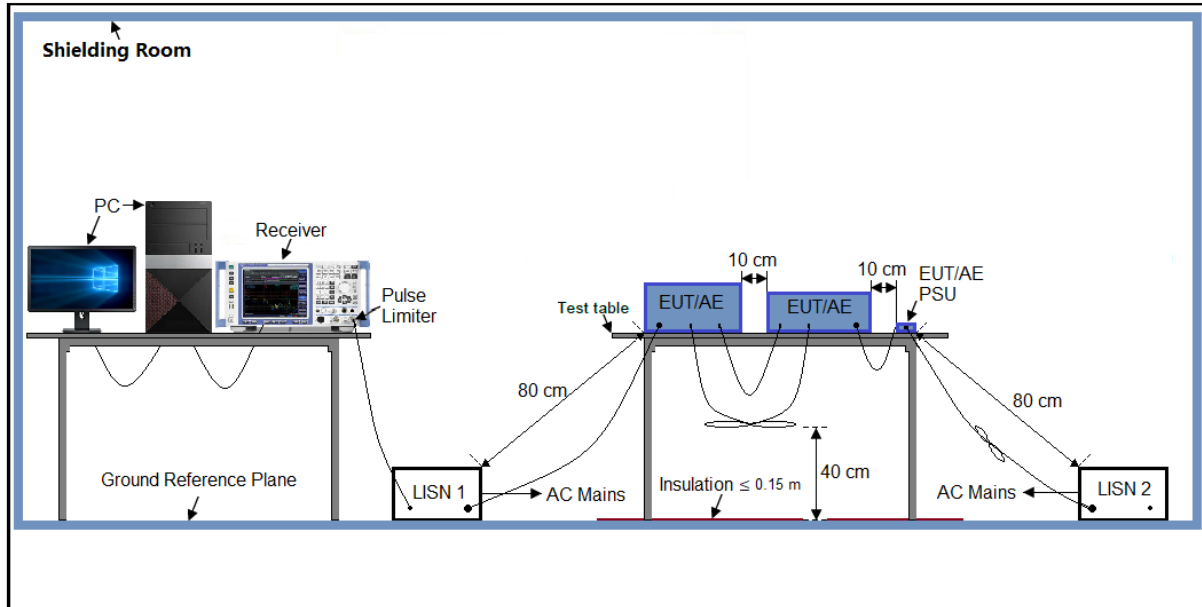 Shielding Room
PC
Receiver
Pulse
Limiter
10 cm
10 cm
EUT/AE
PSU
EUT/AE
EUT/AE
Test table
80 cm
80 cm
40 cm
Ground Reference Plane
LISN 1
AC Mains
Insulation ≤ 0.15 m
AC Mains
LISN 2